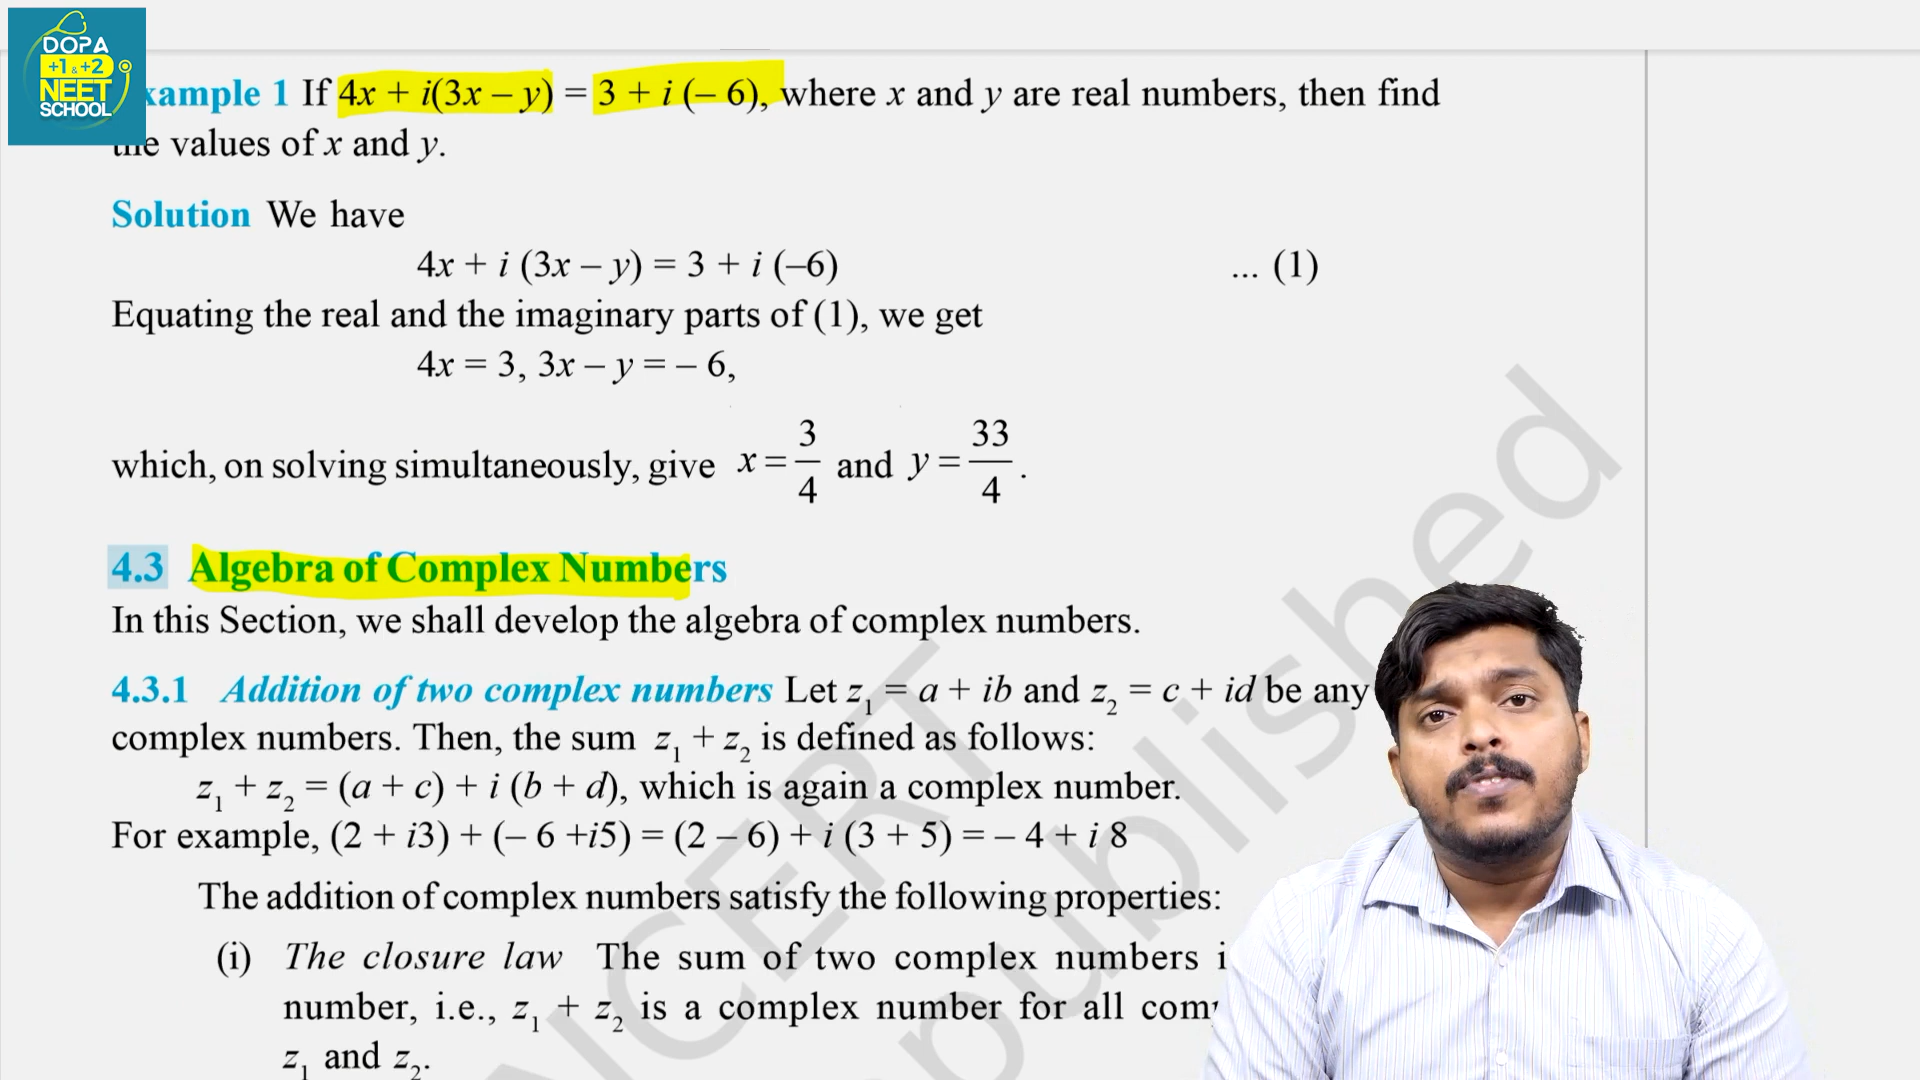 DOPA
+1 & +2
NEET
SCHOOL
xample 1 If 4x + i(3x – y) = 3 + i (– 6), where x and y are real numbers, then find
the values of x and y.
Solution We have
4x + i (3x – y) = 3 + i (–6) ... (1)
Equating the real and the imaginary parts of (1), we get
4x = 3, 3x – y = – 6,
which, on solving simultaneously, give x = 3/4 and y = 33/4 .
4.3 Algebra of Complex Numbers
In this Section, we shall develop the algebra of complex numbers.
4.3.1 Addition of two complex numbers Let z₁ = a + ib and z₂ = c + id be any
complex numbers. Then, the sum z₁ + z₂ is defined as follows:
z₁ + z₂ = (a + c) + i (b + d), which is again a complex number.
For example, (2 + i3) + (– 6 +i5) = (2 – 6) + i (3 + 5) = – 4 + i 8
The addition of complex numbers satisfy the following properties:
(i) The closure law The sum of two complex numbers i
number, i.e., z₁ + z₂ is a complex number for all com
z₁ and z₂.
NCERT
published